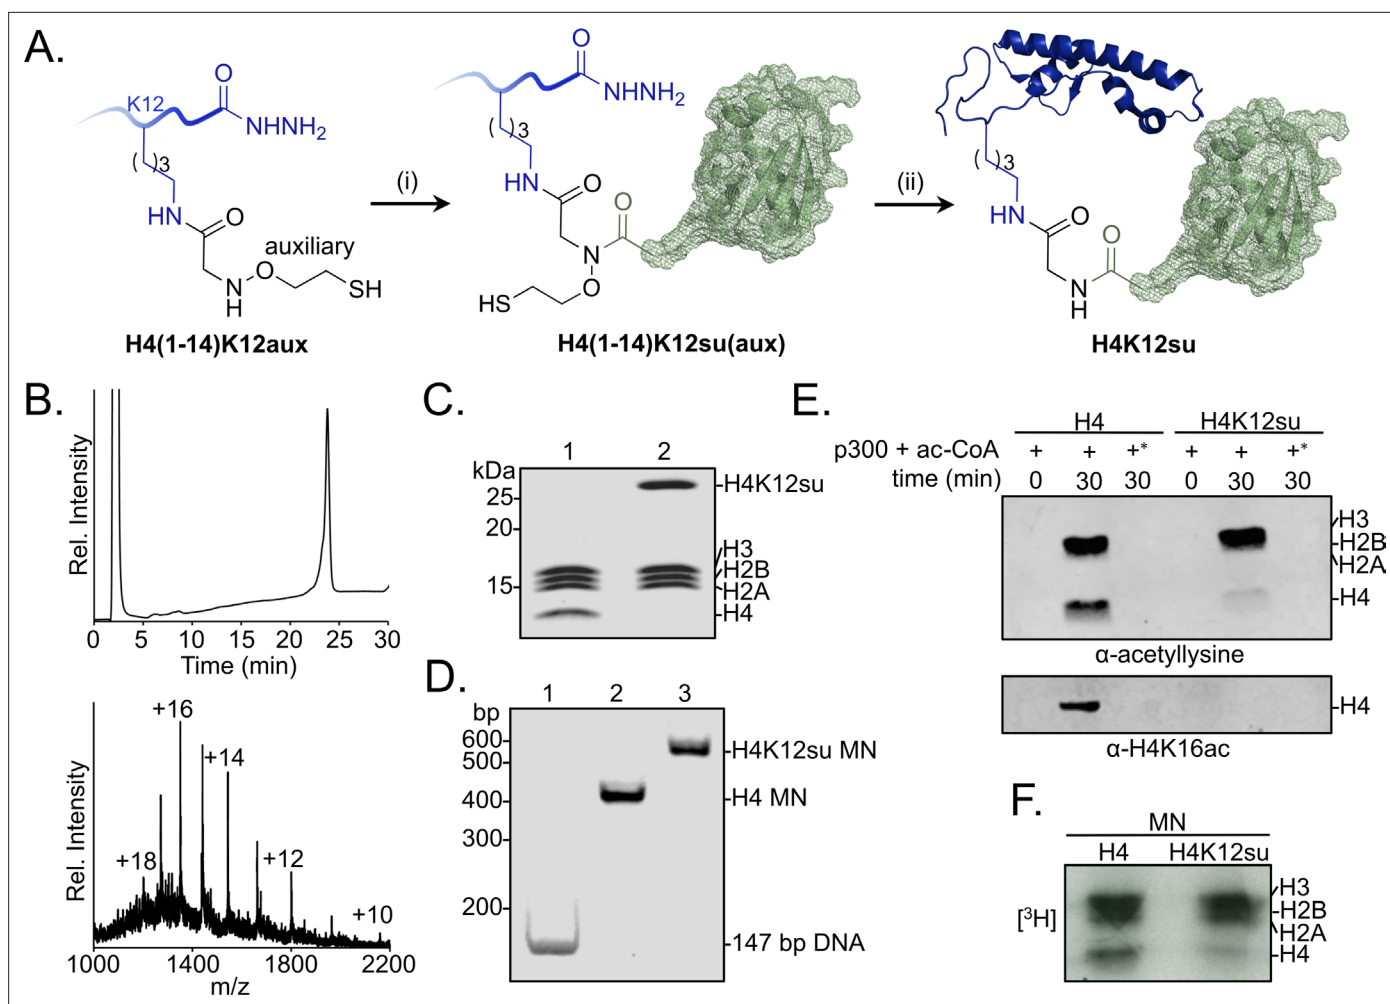 A.
K12
O
NHNH2
( )3
HN
O
auxiliary
N
H
O
SH
H4(1-14)K12aux
(i)
O
NHNH2
( )3
HN
O
O
N
O
HS
H4(1-14)K12su(aux)
(ii)
( )3
HN
O
O
N
H
H4K12su
B.
Rel. Intensity
0 5 10 15 20 25 30
Time (min)
Rel. Intensity
+18
+16
+14
+12
+10
1000 1400 1800 2200
m/z
C.
1 2
kDa
25
20
15
H4K12su
H3
H2B
H2A
H4
D.
1 2 3
bp
600
500
400
300
200
H4K12su MN
H4 MN
147 bp DNA
E.
H4 H4K12su
p300 + ac-CoA + + +* + + +*
time (min) 0 30 30 0 30 30
H3
H2B
H2A
H4
α-acetyllysine
H4
α-H4K16ac
F.
MN
H4 H4K12su
[3H]
H3
H2B
H2A
H4